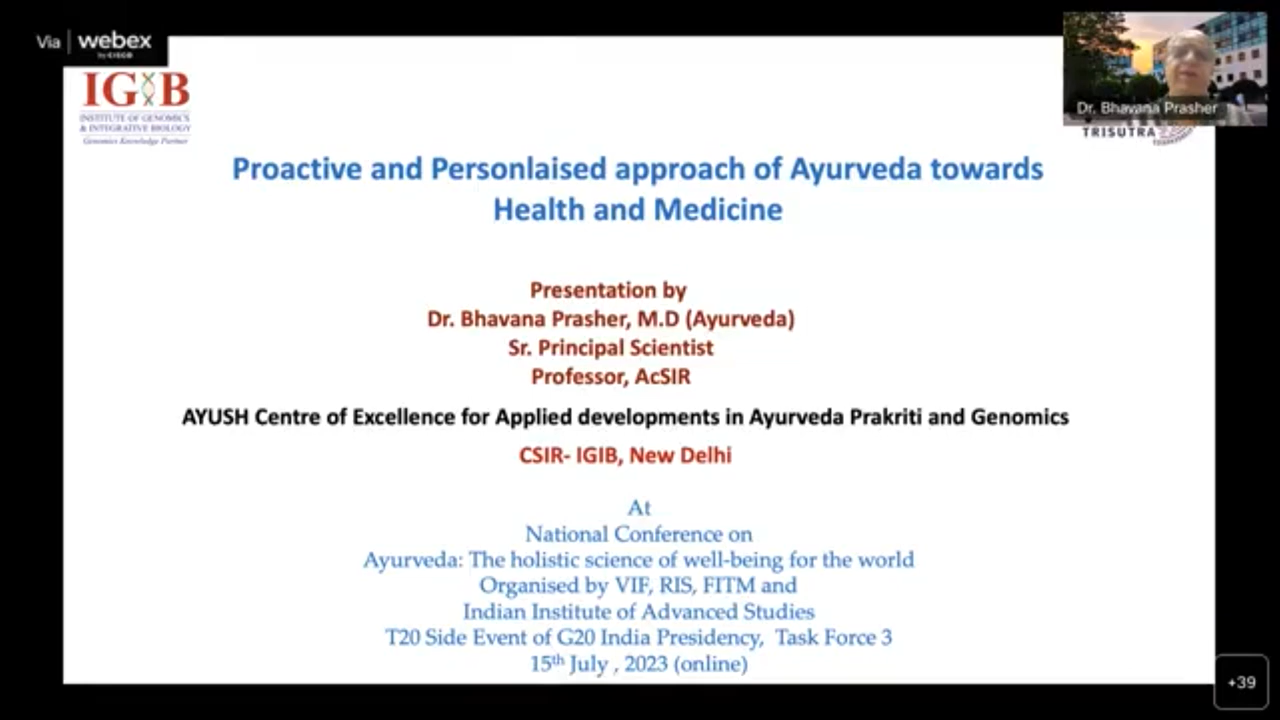 Via webex
by CISCO
IGIB
INSTITUTE OF GENOMICS
& INTEGRATIVE BIOLOGY
Genomics Knowledge Partner
Dr. Bhavana Prasher
TRISUTRA
Proactive and Personlaised approach of Ayurveda towards
Health and Medicine
Presentation by
Dr. Bhavana Prasher, M.D (Ayurveda)
Sr. Principal Scientist
Professor, AcSIR
AYUSH Centre of Excellence for Applied developments in Ayurveda Prakriti and Genomics
CSIR- IGIB, New Delhi
At
National Conference on
Ayurveda: The holistic science of well-being for the world
Organised by VIF, RIS, FITM and
Indian Institute of Advanced Studies
T20 Side Event of G20 India Presidency, Task Force 3
15th July , 2023 (online)
+39